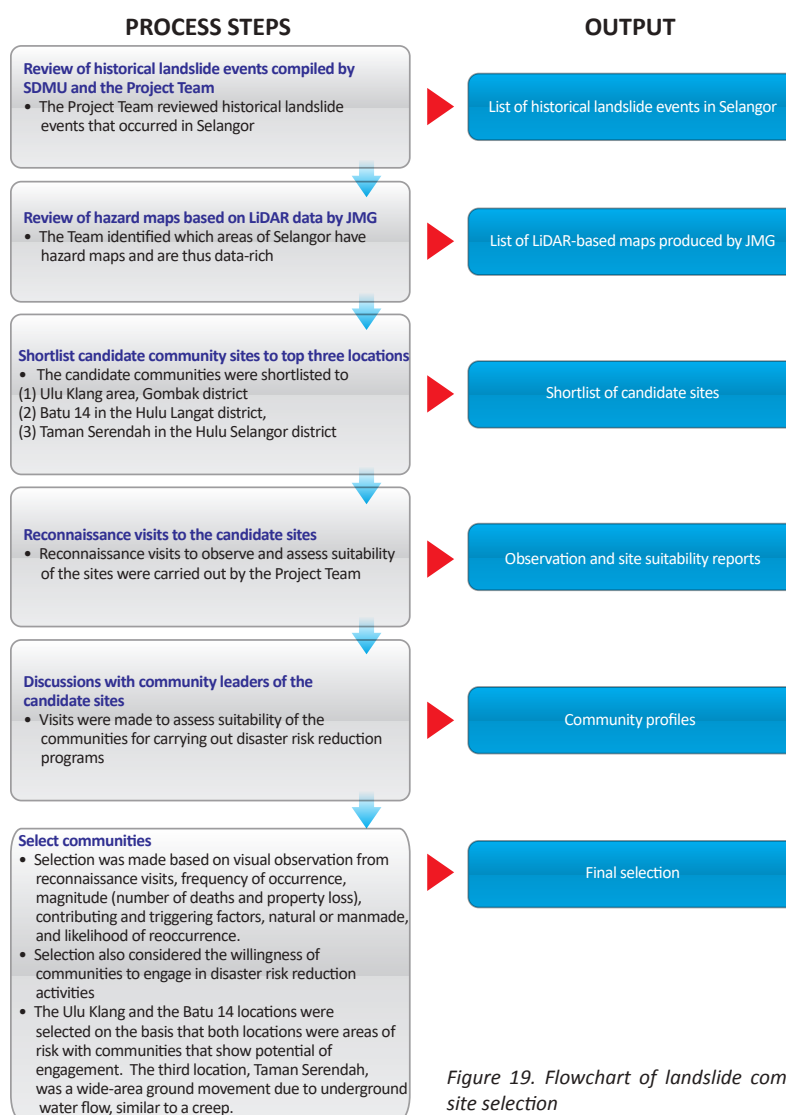 PROCESS STEPS
OUTPUT
Review of historical landslide events compiled by
SDMU and the Project Team
• The Project Team reviewed historical landslide
events that occurred in Selangor
List of historical landslide events in Selangor
Review of hazard maps based on LiDAR data by JMG
• The Team identified which areas of Selangor have
hazard maps and are thus data-rich
List of LiDAR-based maps produced by JMG
Shortlist candidate community sites to top three locations
• The candidate communities were shortlisted to
(1) Ulu Klang area, Gombak district
(2) Batu 14 in the Hulu Langat district,
(3) Taman Serendah in the Hulu Selangor district
Shortlist of candidate sites
Reconnaissance visits to the candidate sites
• Reconnaissance visits to observe and assess suitability
of the sites were carried out by the Project Team
Observation and site suitability reports
Discussions with community leaders of the
candidate sites
• Visits were made to assess suitability of the
communities for carrying out disaster risk reduction
programs
Community profiles
Select communities
• Selection was made based on visual observation from
reconnaissance visits, frequency of occurrence,
magnitude (number of deaths and property loss),
contributing and triggering factors, natural or manmade,
and likelihood of reoccurrence.
• Selection also considered the willingness of
communities to engage in disaster risk reduction
activities
• The Ulu Klang and the Batu 14 locations were
selected on the basis that both locations were areas of
risk with communities that show potential of
engagement. The third location, Taman Serendah,
was a wide-area ground movement due to underground
water flow, similar to a creep.
Final selection
Figure 19. Flowchart of landslide com
site selection